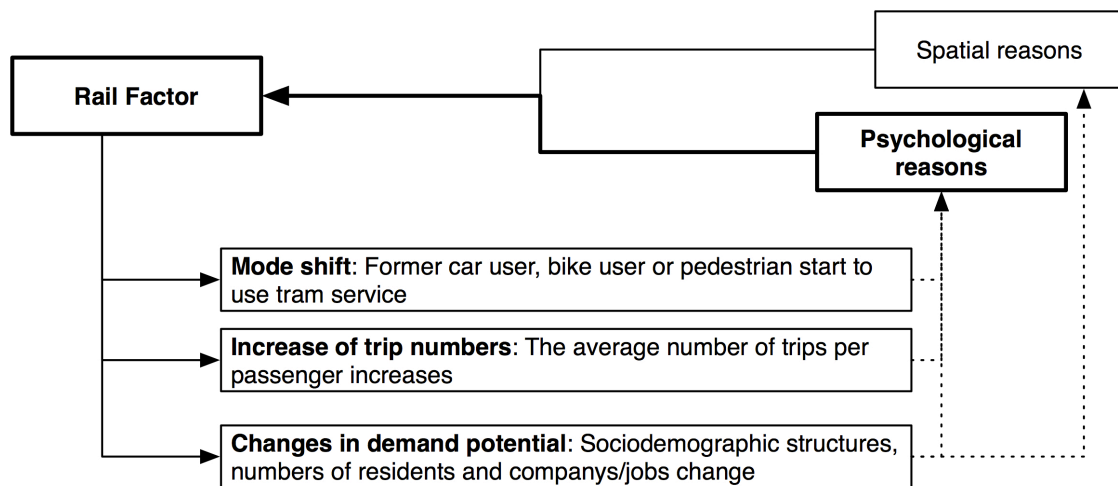 Spatial reasons
Rail Factor
Psychological
reasons
Mode shift: Former car user, bike user or pedestrian start to
use tram service
Increase of trip numbers: The average number of trips per
passenger increases
Changes in demand potential: Sociodemographic structures,
numbers of residents and companys/jobs change